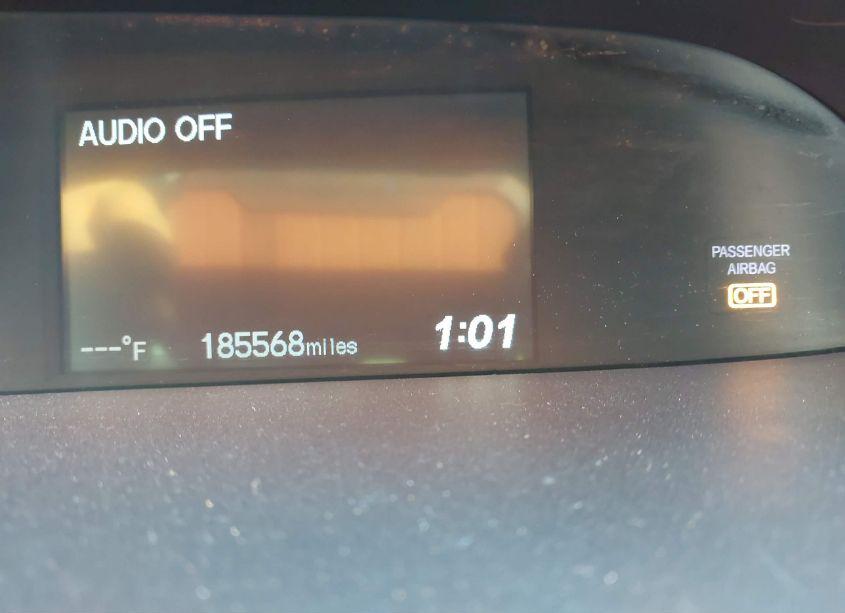 AUDIO OFF
PASSENGER
AIRBAG
OFF
---°F 185568miles 1:01